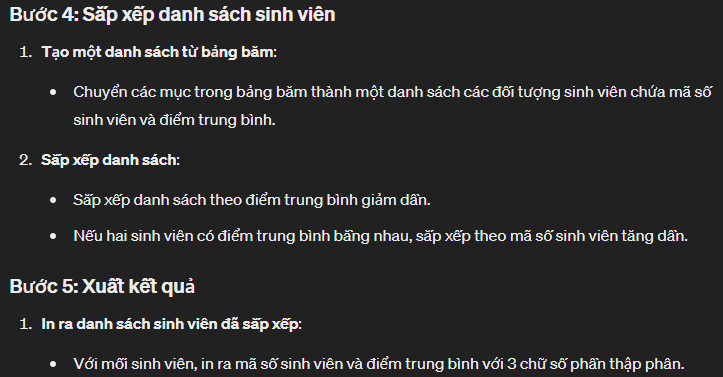 Bước 4: Sắp xếp danh sách sinh viên
1. Tạo một danh sách từ bảng băm:
• Chuyển các mục trong bảng băm thành một danh sách các đối tượng sinh viên chứa mã số
sinh viên và điểm trung bình.
2. Sắp xếp danh sách:
• Sắp xếp danh sách theo điểm trung bình giảm dần.
• Nếu hai sinh viên có điểm trung bình bằng nhau, sắp xếp theo mã số sinh viên tăng dần.
Bước 5: Xuất kết quả
1. In ra danh sách sinh viên đã sắp xếp:
• Với mỗi sinh viên, in ra mã số sinh viên và điểm trung bình với 3 chữ số phần thập phân.